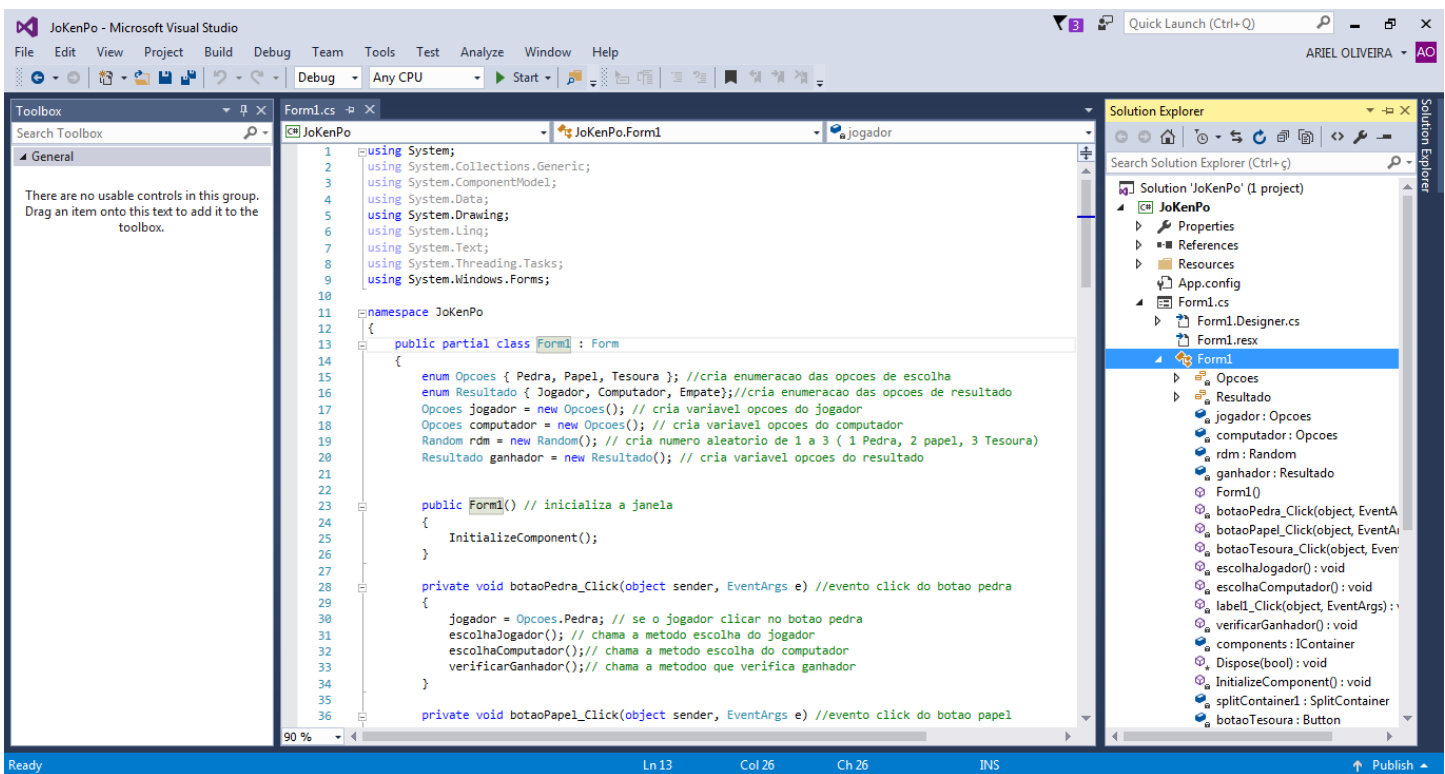 JoKenPo - Microsoft Visual Studio
3
Quick Launch (Ctrl+Q)
File Edit View Project Build Debug Team Tools Test Analyze Window Help
ARIEL OLIVEIRA AO
Debug Any CPU Start
Toolbox
Search Toolbox
General
There are no usable controls in this group.
Drag an item onto this text to add it to the
toolbox.
Form1.cs
C# JoKenPo JoKenPo.Form1 jogador
1 using System;
2 using System.Collections.Generic;
3 using System.ComponentModel;
4 using System.Data;
5 using System.Drawing;
6 using System.Linq;
7 using System.Text;
8 using System.Threading.Tasks;
9 using System.Windows.Forms;
10
11 namespace JoKenPo
12 {
13 public partial class Form1 : Form
14 {
15 enum Opcoes { Pedra, Papel, Tesoura }; //cria enumeracao das opcoes de escolha
16 enum Resultado { Jogador, Computador, Empate};//cria enumeracao das opcoes de resultado
17 Opcoes jogador = new Opcoes(); // cria variavel opcoes do jogador
18 Opcoes computador = new Opcoes(); // cria variavel opcoes do computador
19 Random rdm = new Random(); // cria numero aleatorio de 1 a 3 ( 1 Pedra, 2 papel, 3 Tesoura)
20 Resultado ganhador = new Resultado(); // cria variavel opcoes do resultado
21
22
23 public Form1() // inicializa a janela
24 {
25 InitializeComponent();
26 }
27
28 private void botaoPedra_Click(object sender, EventArgs e) //evento click do botao pedra
29 {
30 jogador = Opcoes.Pedra; // se o jogador clicar no botao pedra
31 escolhaJogador(); // chama a metodo escolha do jogador
32 escolhaComputador(); // chama a metodo escolha do computador
33 verificarGanhador();// chama a metodoo que verifica ganhador
34 }
35
36 private void botaoPapel_Click(object sender, EventArgs e) //evento click do botao papel
90 %
Solution Explorer
Search Solution Explorer (Ctrl+ç)
Solution 'JoKenPo' (1 project)
C# JoKenPo
Properties
References
Resources
App.config
Form1.cs
Form1.Designer.cs
Form1.resx
Form1
Opcoes
Resultado
jogador : Opcoes
computador : Opcoes
rdm : Random
ganhador : Resultado
Form1()
botaoPedra_Click(object, EventA
botaoPapel_Click(object, EventA
botaoTesoura_Click(object, Even
escolhaJogador() : void
escolhaComputador() : void
label1_Click(object, EventArgs) :
verificarGanhador() : void
components : IContainer
Dispose(bool) : void
InitializeComponent() : void
splitContainer1 : SplitContainer
botaoTesoura : Button
Solution Explorer
Ready Ln 13 Col 26 Ch 26 INS Publish